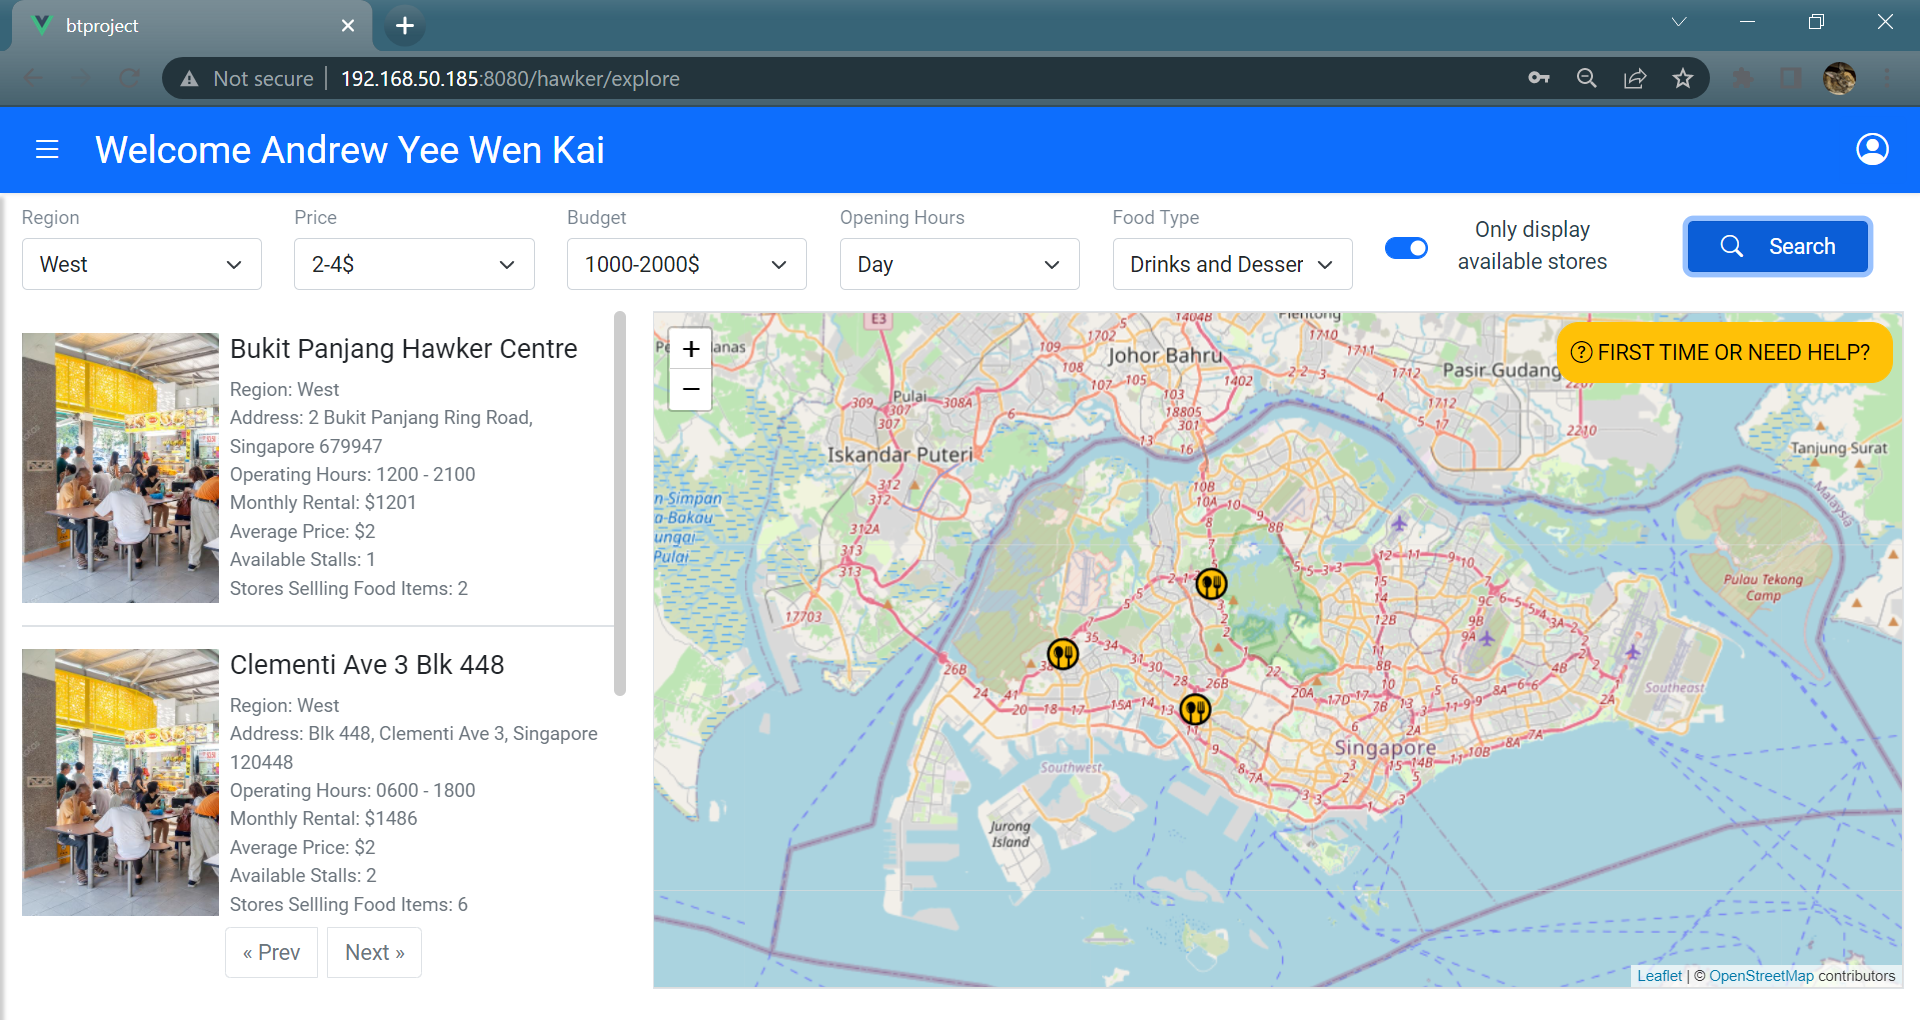 btproject
Not secure 192.168.50.185:8080/hawker/explore
Welcome Andrew Yee Wen Kai
Region
West
Price
2-4$
Budget
1000-2000$
Opening Hours
Day
Food Type
Drinks and Desser
Only display
available stores
Search
Bukit Panjang Hawker Centre
Region: West
Address: 2 Bukit Panjang Ring Road,
Singapore 679947
Operating Hours: 1200 - 2100
Monthly Rental: $1201
Average Price: $2
Available Stalls: 1
Stores Sellling Food Items: 2
Clementi Ave 3 Blk 448
Region: West
Address: Blk 448, Clementi Ave 3, Singapore
120448
Operating Hours: 0600 - 1800
Monthly Rental: $1486
Average Price: $2
Available Stalls: 2
Stores Sellling Food Items: 6
« Prev
Next »
+
−
FIRST TIME OR NEED HELP?
E3
Johor Bahru
Pasir Gudang
Pulai
Iskandar Puteri
Tanjung Surat
Malaysia
Pulau Tekong
Camp
Southeast
Singapore
Southwest
Jurong
Island
17703
Leaflet | © OpenStreetMap contributors